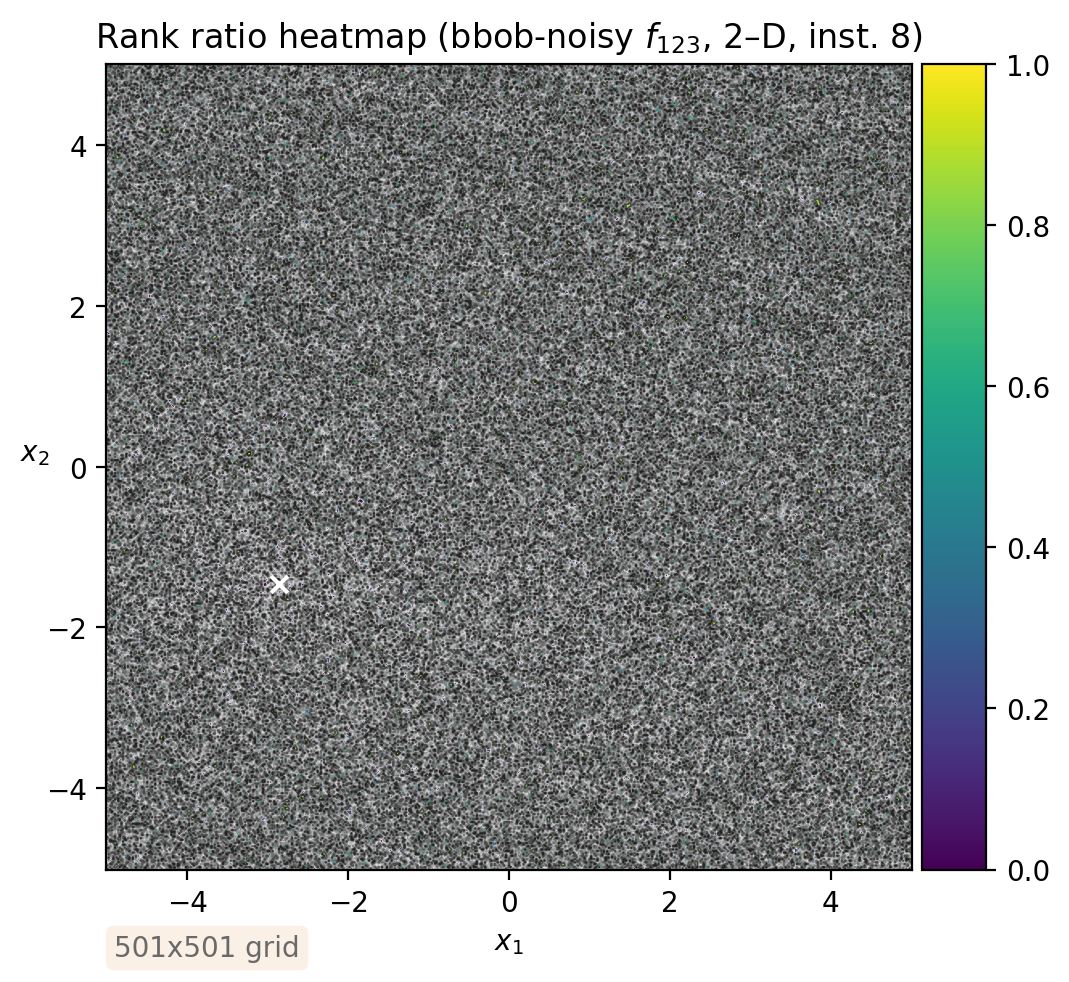 Rank ratio heatmap (bbob-noisy f₁₂₃, 2–D, inst. 8)
1.0
0.8
0.6
0.4
0.2
0.0
4
2
0
−2
−4
x₂
−4 −2 0 2 4
x₁
501x501 grid